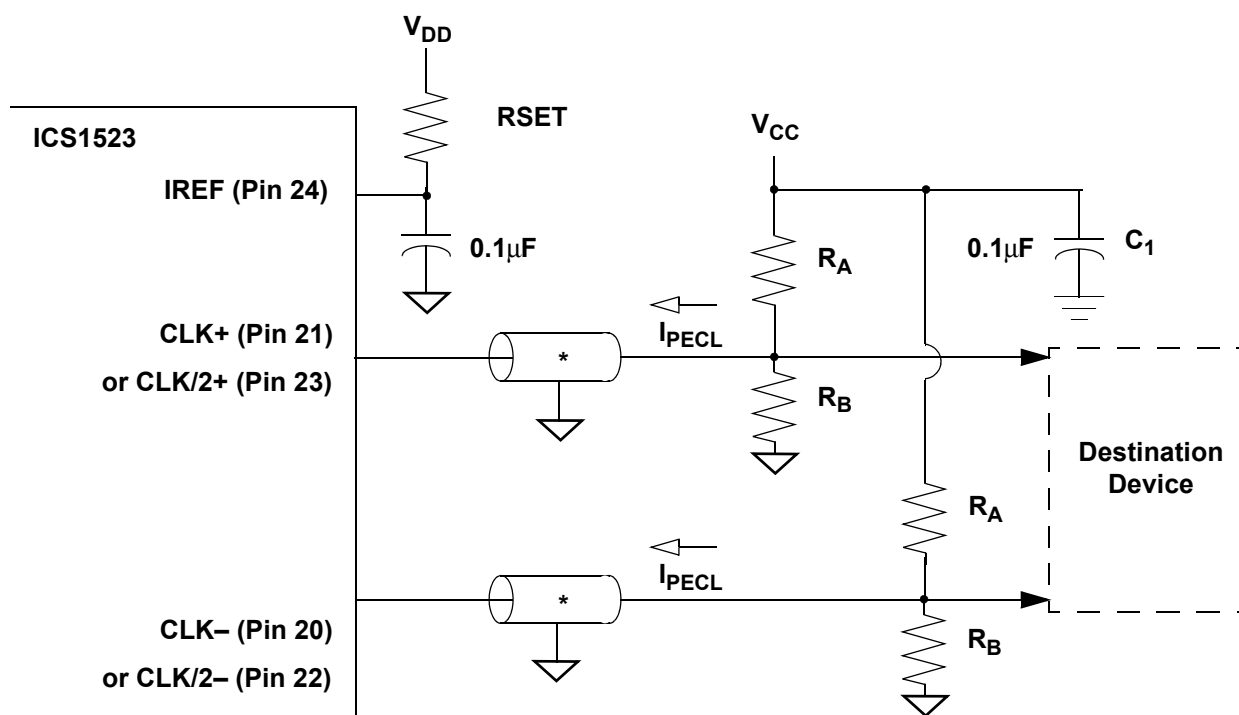 V_DD
RSET
ICS1523
IREF (Pin 24)
0.1μF
V_CC
R_A
0.1μF
C_1
I_PECL
CLK+ (Pin 21)
or CLK/2+ (Pin 23)
*
R_B
Destination
Device
R_A
I_PECL
*
CLK– (Pin 20)
or CLK/2– (Pin 22)
R_B